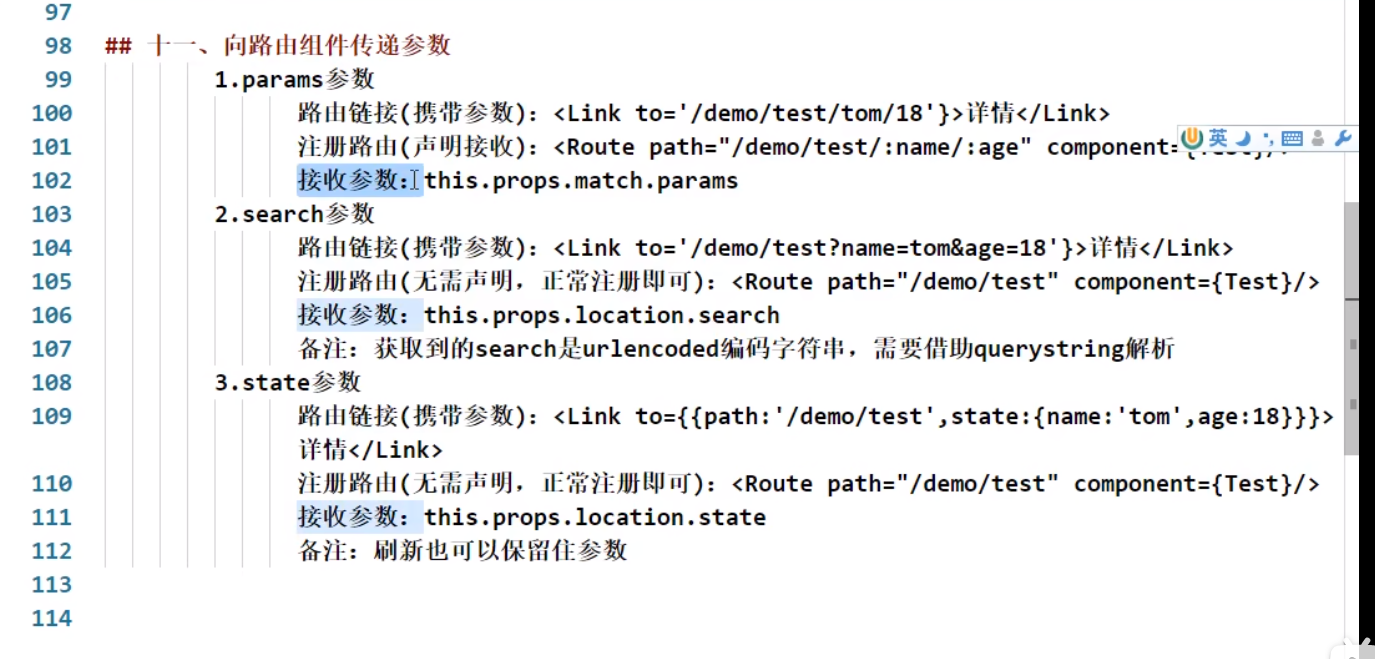 97
98 ## 十一、向路由组件传递参数
99 1.params参数
100 路由链接(携带参数)：<Link to='/demo/test/tom/18'}>详情</Link>
101 注册路由(声明接收)：<Route path="/demo/test/:name/:age" component={Test}/>
102 接收参数：this.props.match.params
103 2.search参数
104 路由链接(携带参数)：<Link to='/demo/test?name=tom&age=18'}>详情</Link>
105 注册路由(无需声明，正常注册即可)：<Route path="/demo/test" component={Test}/>
106 接收参数：this.props.location.search
107 备注：获取到的search是urlencoded编码字符串，需要借助querystring解析
108 3.state参数
109 路由链接(携带参数)：<Link to={{path:'/demo/test',state:{name:'tom',age:18}}}>
详情</Link>
110 注册路由(无需声明，正常注册即可)：<Route path="/demo/test" component={Test}/>
111 接收参数：this.props.location.state
112 备注：刷新也可以保留住参数
113
114
英